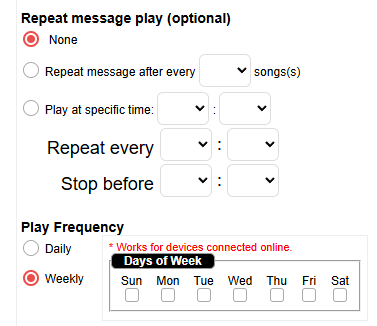 Repeat message play (optional)
None
Repeat message after every songs(s)
Play at specific time: :
Repeat every :
Stop before :
Play Frequency
Daily
* Works for devices connected online.
Days of Week
Weekly
Sun Mon Tue Wed Thu Fri Sat